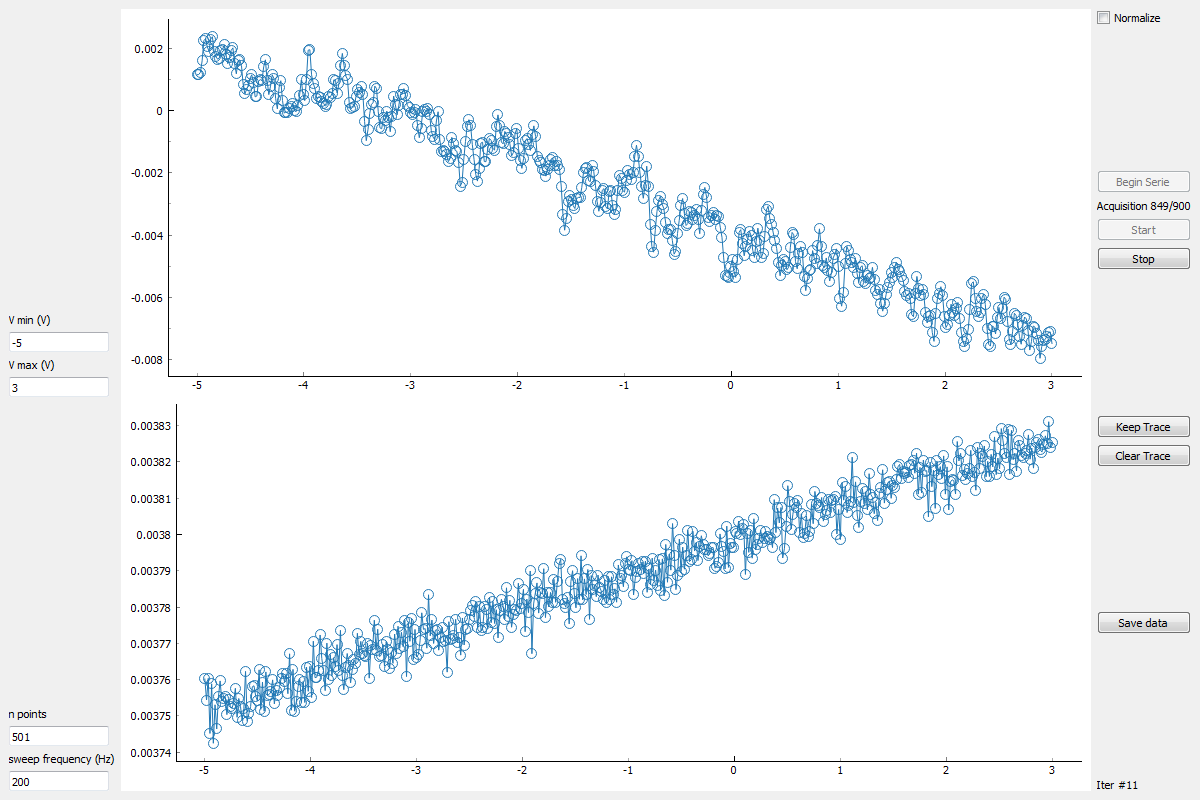 Normalize
0.002
0
-0.002
-0.004
-0.006
-0.008
-5
-4
-3
-2
-1
0
1
2
3
Begin Serie
Acquisition 849/900
Start
Stop
V min (V)
-5
V max (V)
3
0.00383
0.00382
0.00381
0.0038
0.00379
0.00378
0.00377
0.00376
0.00375
0.00374
-5
-4
-3
-2
-1
0
1
2
3
Keep Trace
Clear Trace
Save data
n points
501
sweep frequency (Hz)
200
Iter #11